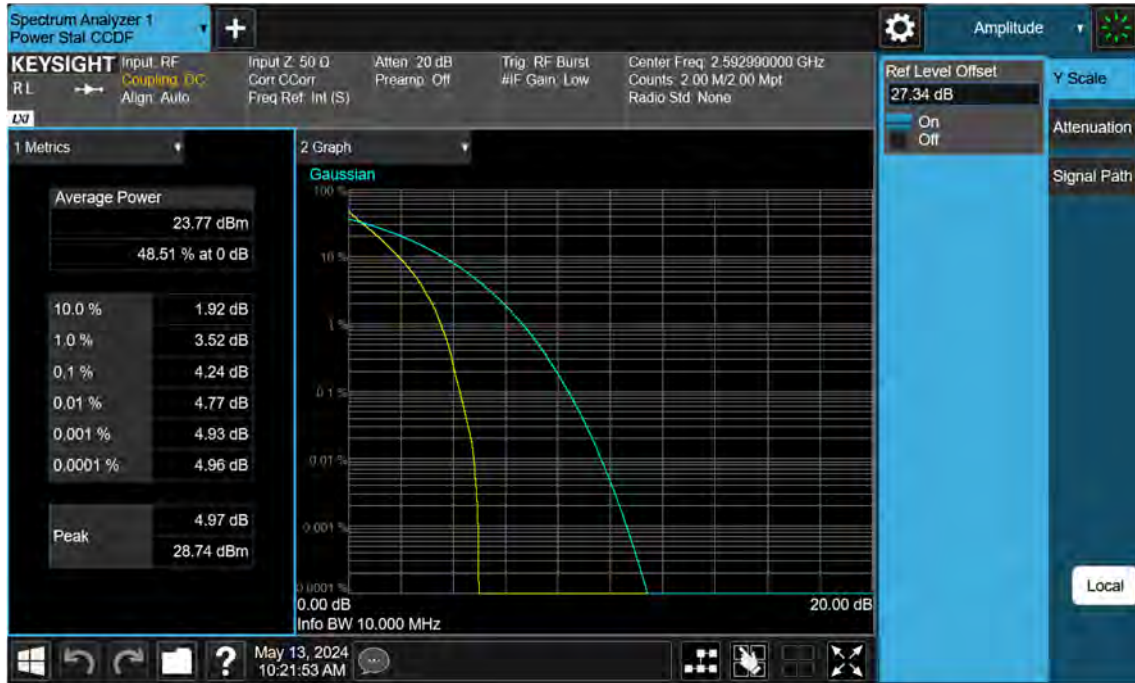 Spectrum Analyzer 1
Power Stat CCDF
+
Amplitude
KEYSIGHT
Input: RF
Coupling: DC
Align: Auto
Input Z: 50 Ω
Corr CCorr
Freq Ref: Int (S)
Atten: 20 dB
Preamp: Off
Trig: RF Burst
#IF Gain: Low
Center Freq: 2.592990000 GHz
Counts: 2.00 M/2.00 Mpt
Radio Std: None
RL
LXI
Ref Level Offset
27.34 dB
On
Off
Y Scale
Attenuation
Signal Path
1 Metrics
Average Power
23.77 dBm
48.51 % at 0 dB
10.0 % 1.92 dB
1.0 % 3.52 dB
0.1 % 4.24 dB
0.01 % 4.77 dB
0.001 % 4.93 dB
0.0001 % 4.96 dB
Peak
4.97 dB
28.74 dBm
2 Graph
Gaussian
100 %
10 %
1 %
0.1 %
0.01 %
0.001 %
0.0001 %
0.00 dB 20.00 dB
Info BW 10.000 MHz
Local
?
May 13, 2024
10:21:53 AM